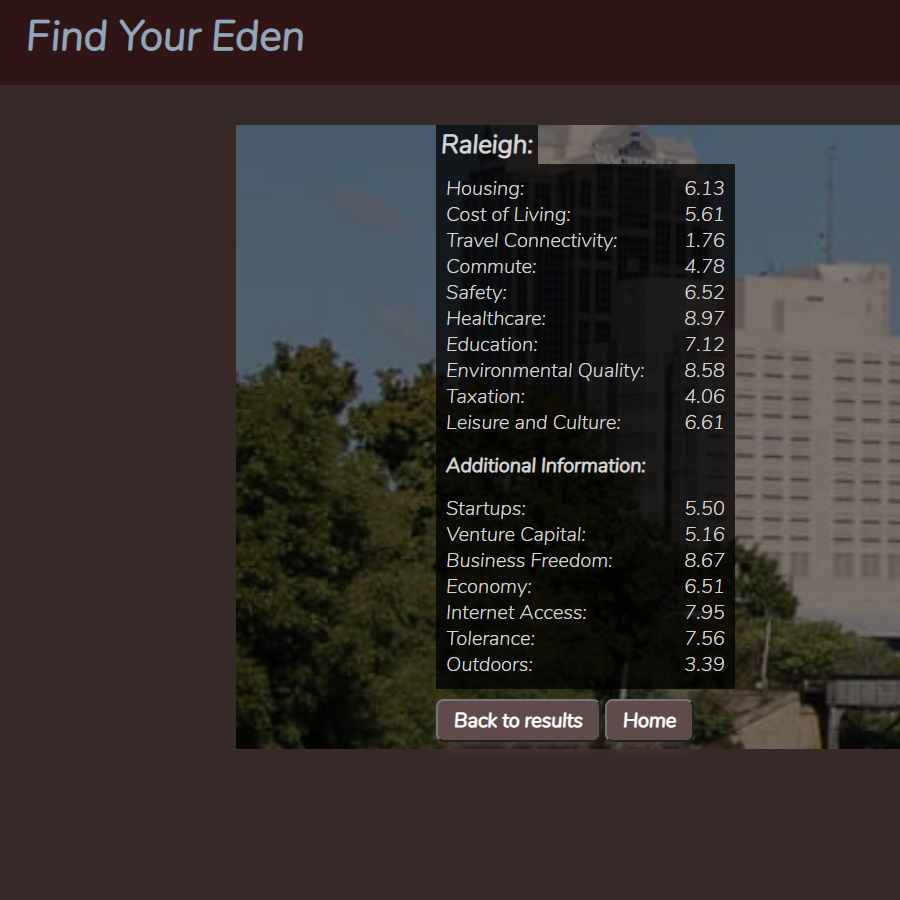 Find Your Eden
Raleigh:
Housing: 6.13
Cost of Living: 5.61
Travel Connectivity: 1.76
Commute: 4.78
Safety: 6.52
Healthcare: 8.97
Education: 7.12
Environmental Quality: 8.58
Taxation: 4.06
Leisure and Culture: 6.61
Additional Information:
Startups: 5.50
Venture Capital: 5.16
Business Freedom: 8.67
Economy: 6.51
Internet Access: 7.95
Tolerance: 7.56
Outdoors: 3.39
Back to results Home